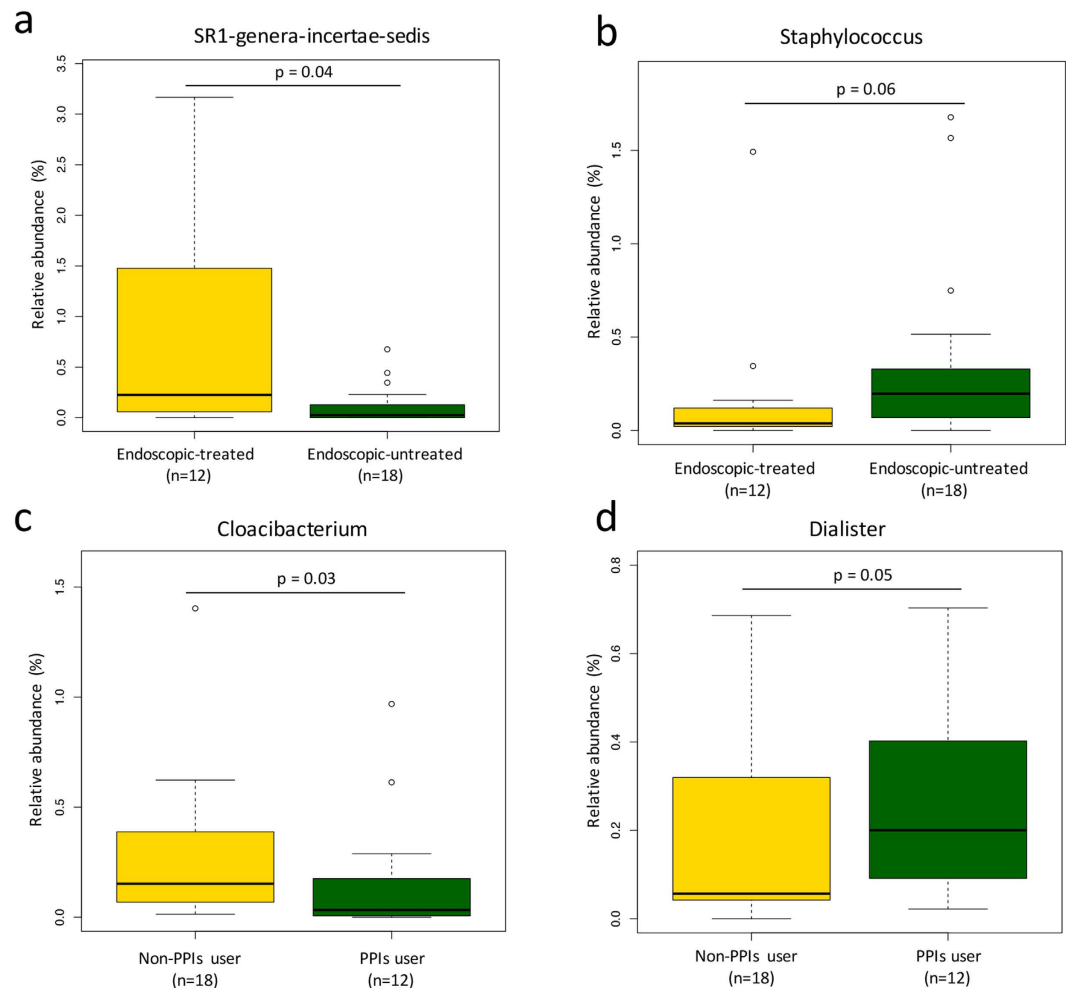 a
SR1-genera-incertae-sedis
p = 0.04
Relative abundance (%)
3.5
3.0
2.5
2.0
1.5
1.0
0.5
0.0
Endoscopic-treated
(n=12)
Endoscopic-untreated
(n=18)
b
Staphylococcus
p = 0.06
Relative abundance (%)
1.5
1.0
0.5
0.0
Endoscopic-treated
(n=12)
Endoscopic-untreated
(n=18)
c
Cloacibacterium
p = 0.03
Relative abundance (%)
1.5
1.0
0.5
0.0
Non-PPIs user
(n=18)
PPIs user
(n=12)
d
Dialister
p = 0.05
Relative abundance (%)
0.8
0.6
0.4
0.2
0.0
Non-PPIs user
(n=18)
PPIs user
(n=12)